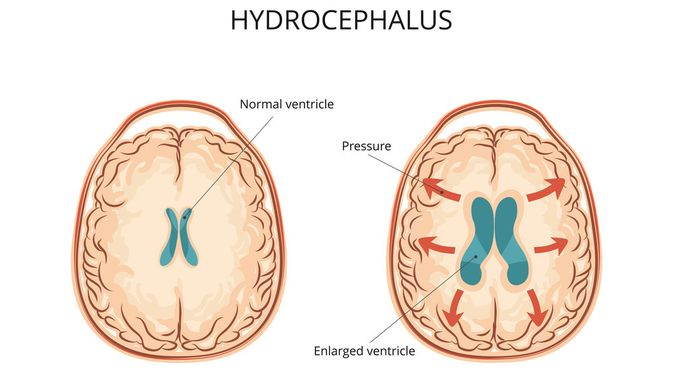 HYDROCEPHALUS
Normal ventricle
Pressure
Enlarged ventricle